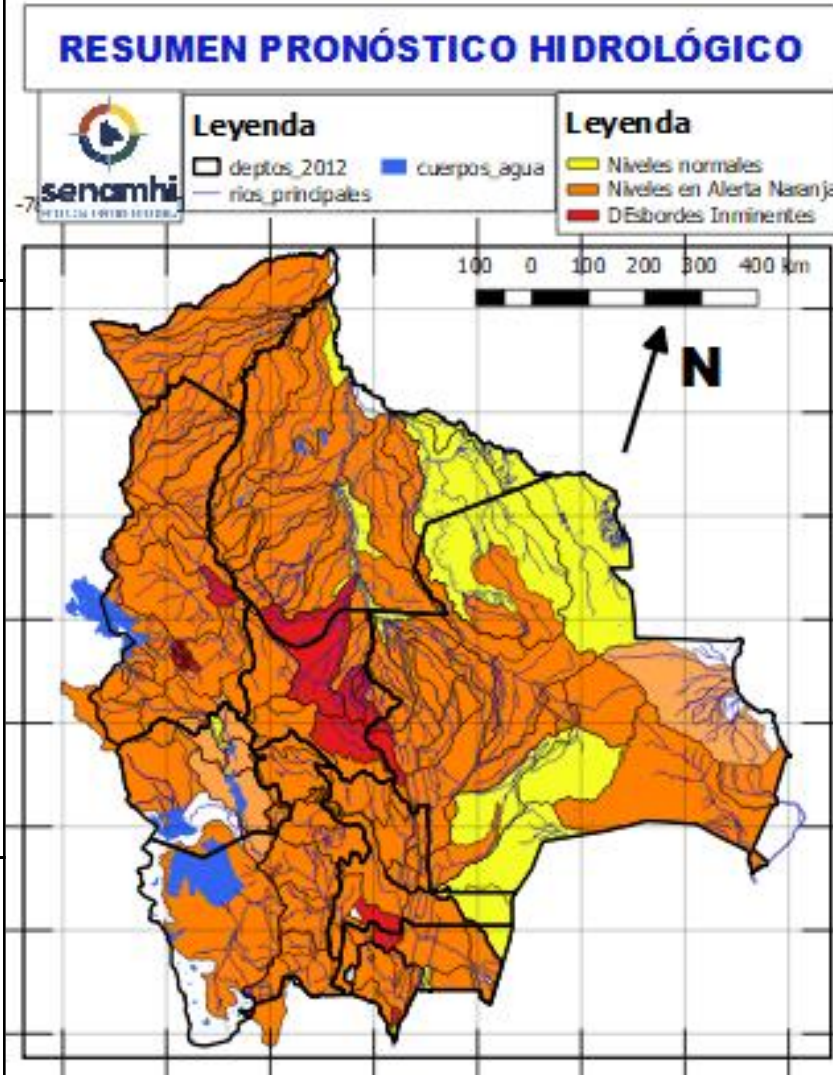 RESUMEN PRONÓSTICO HIDROLÓGICO
senamhi
Leyenda
deptos_2012
cuerpos_agua
rios_principales
Leyenda
Niveles normales
Niveles en Alerta Naranja
DEsbordes Inminentes
100 0 100 200 300 400 km
N